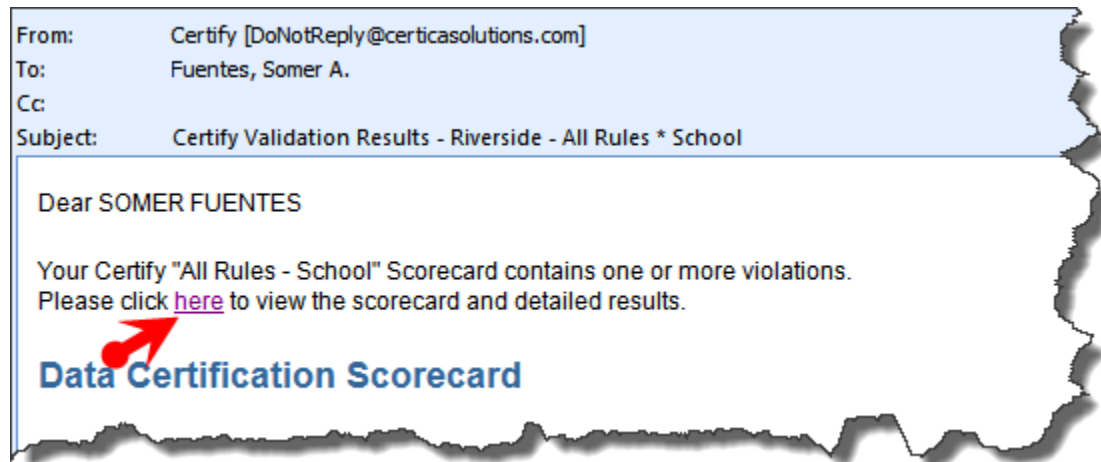 From: Certify [DoNotReply@certicasolutions.com]
To: Fuentes, Somer A.
Cc:
Subject: Certify Validation Results - Riverside - All Rules * School
Dear SOMER FUENTES
Your Certify "All Rules - School" Scorecard contains one or more violations.
Please click here to view the scorecard and detailed results.
Data Certification Scorecard